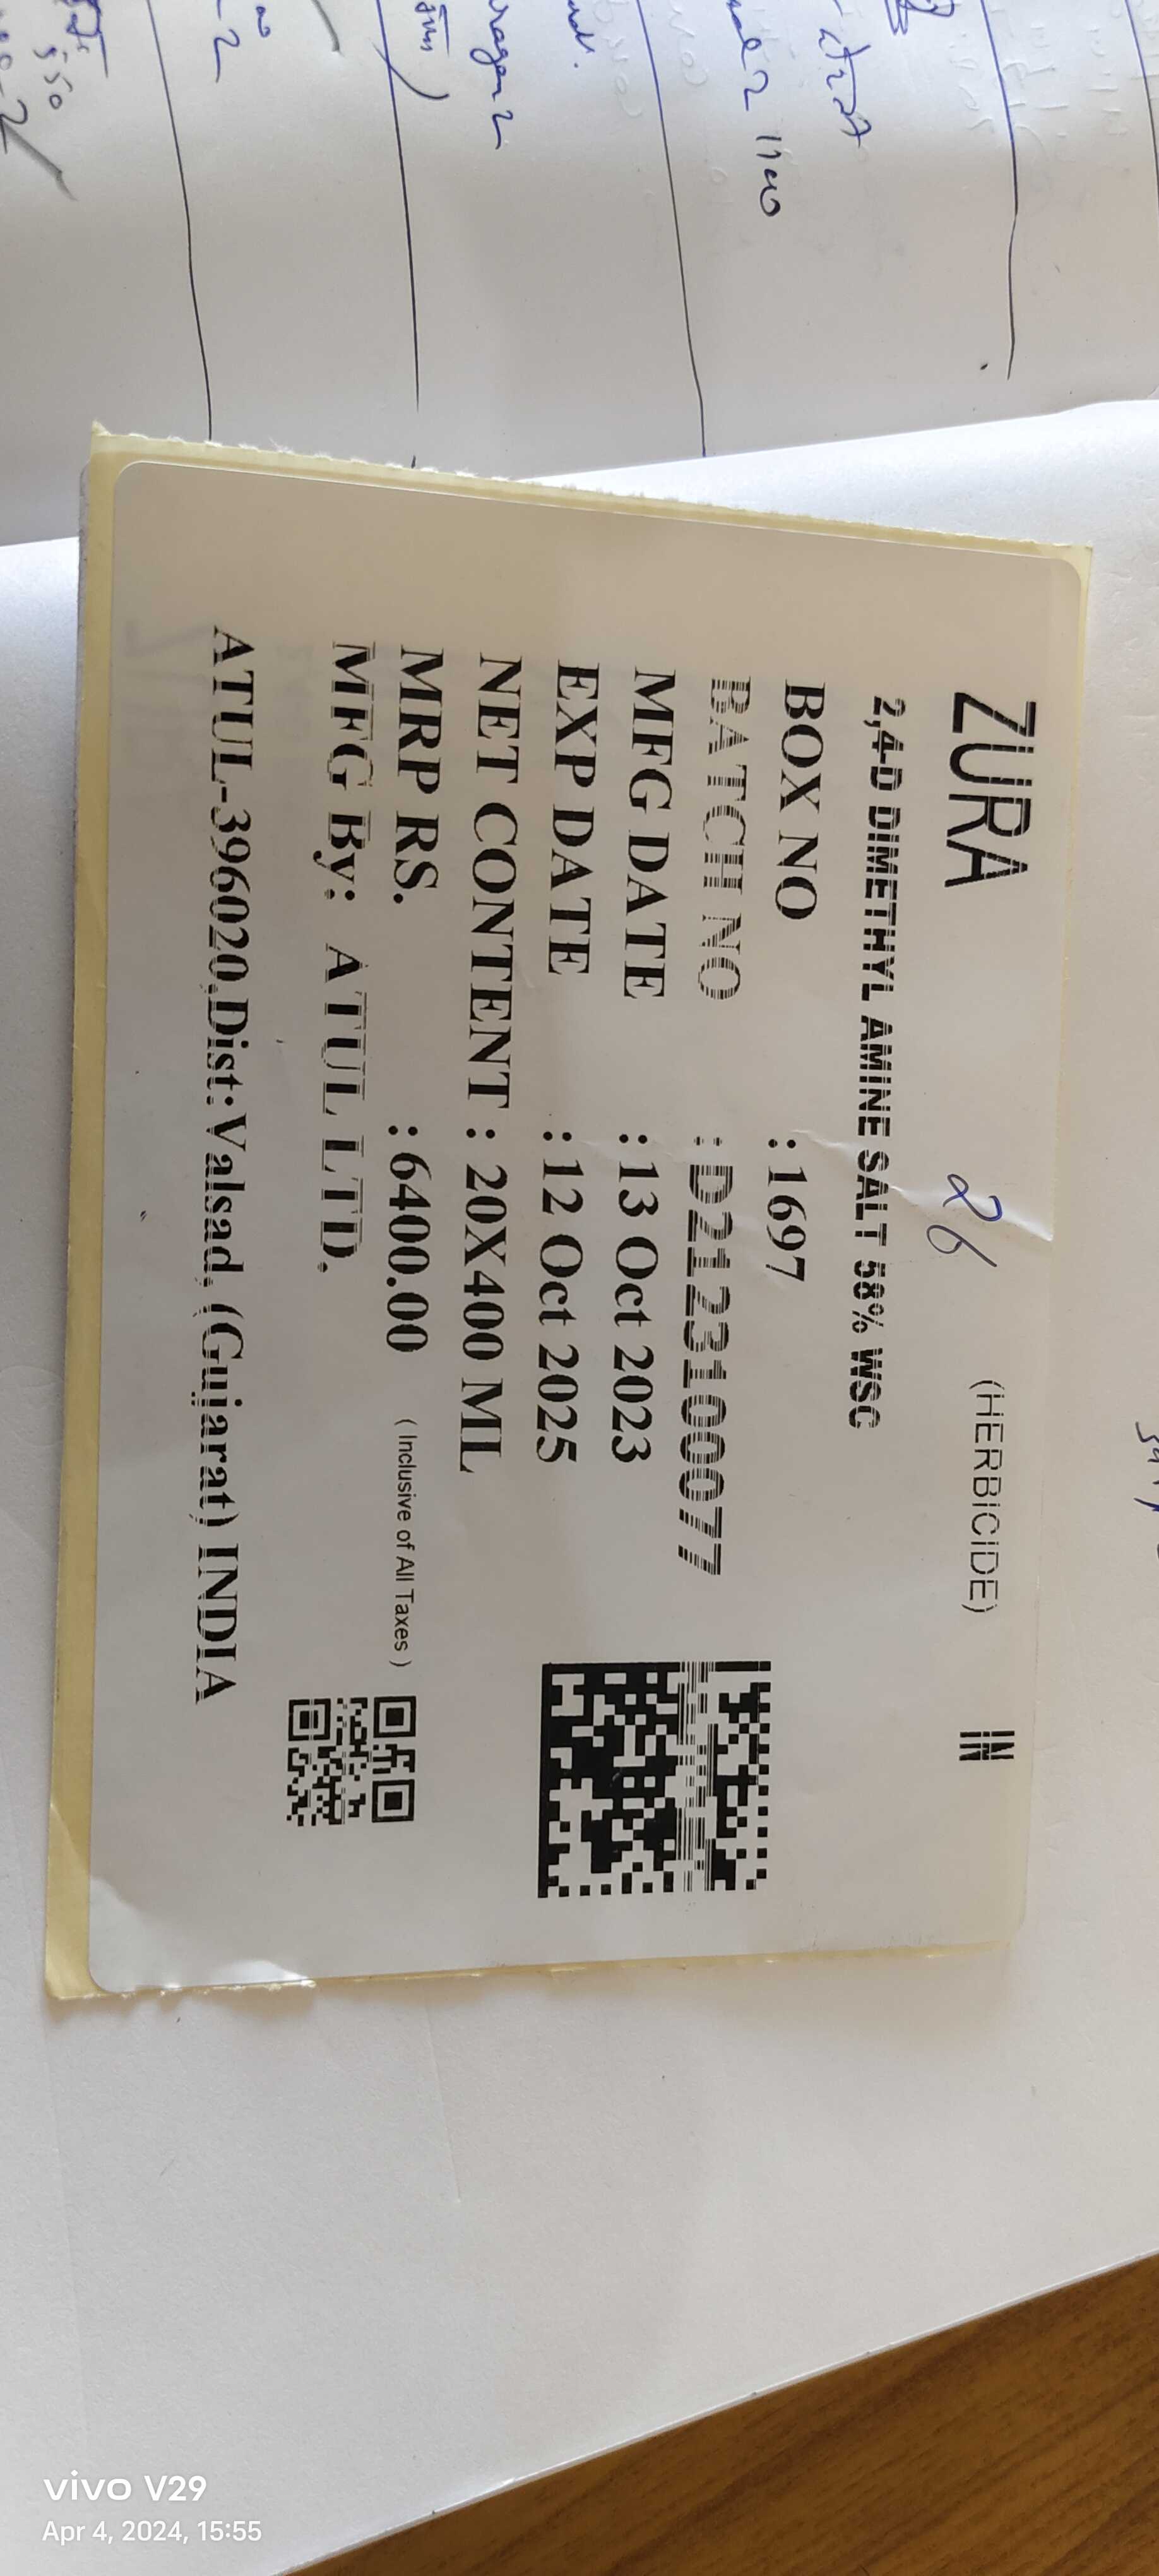 ZURA 26 (HERBICIDE) IN
2,4-D DIMETHYL AMINE SALT 58% WSC
BOX NO : 1697
BATCH NO : D2123100077
MFG DATE : 13 Oct 2023
EXP DATE : 12 Oct 2025
NET CONTENT : 20X400 ML
MRP RS. : 6400.00 ( Inclusive of All Taxes )
MFG By: ATUL LTD.
ATUL-396020,Dist:Valsad, (Gujarat) INDIA
vivo V29
Apr 4, 2024, 15:55